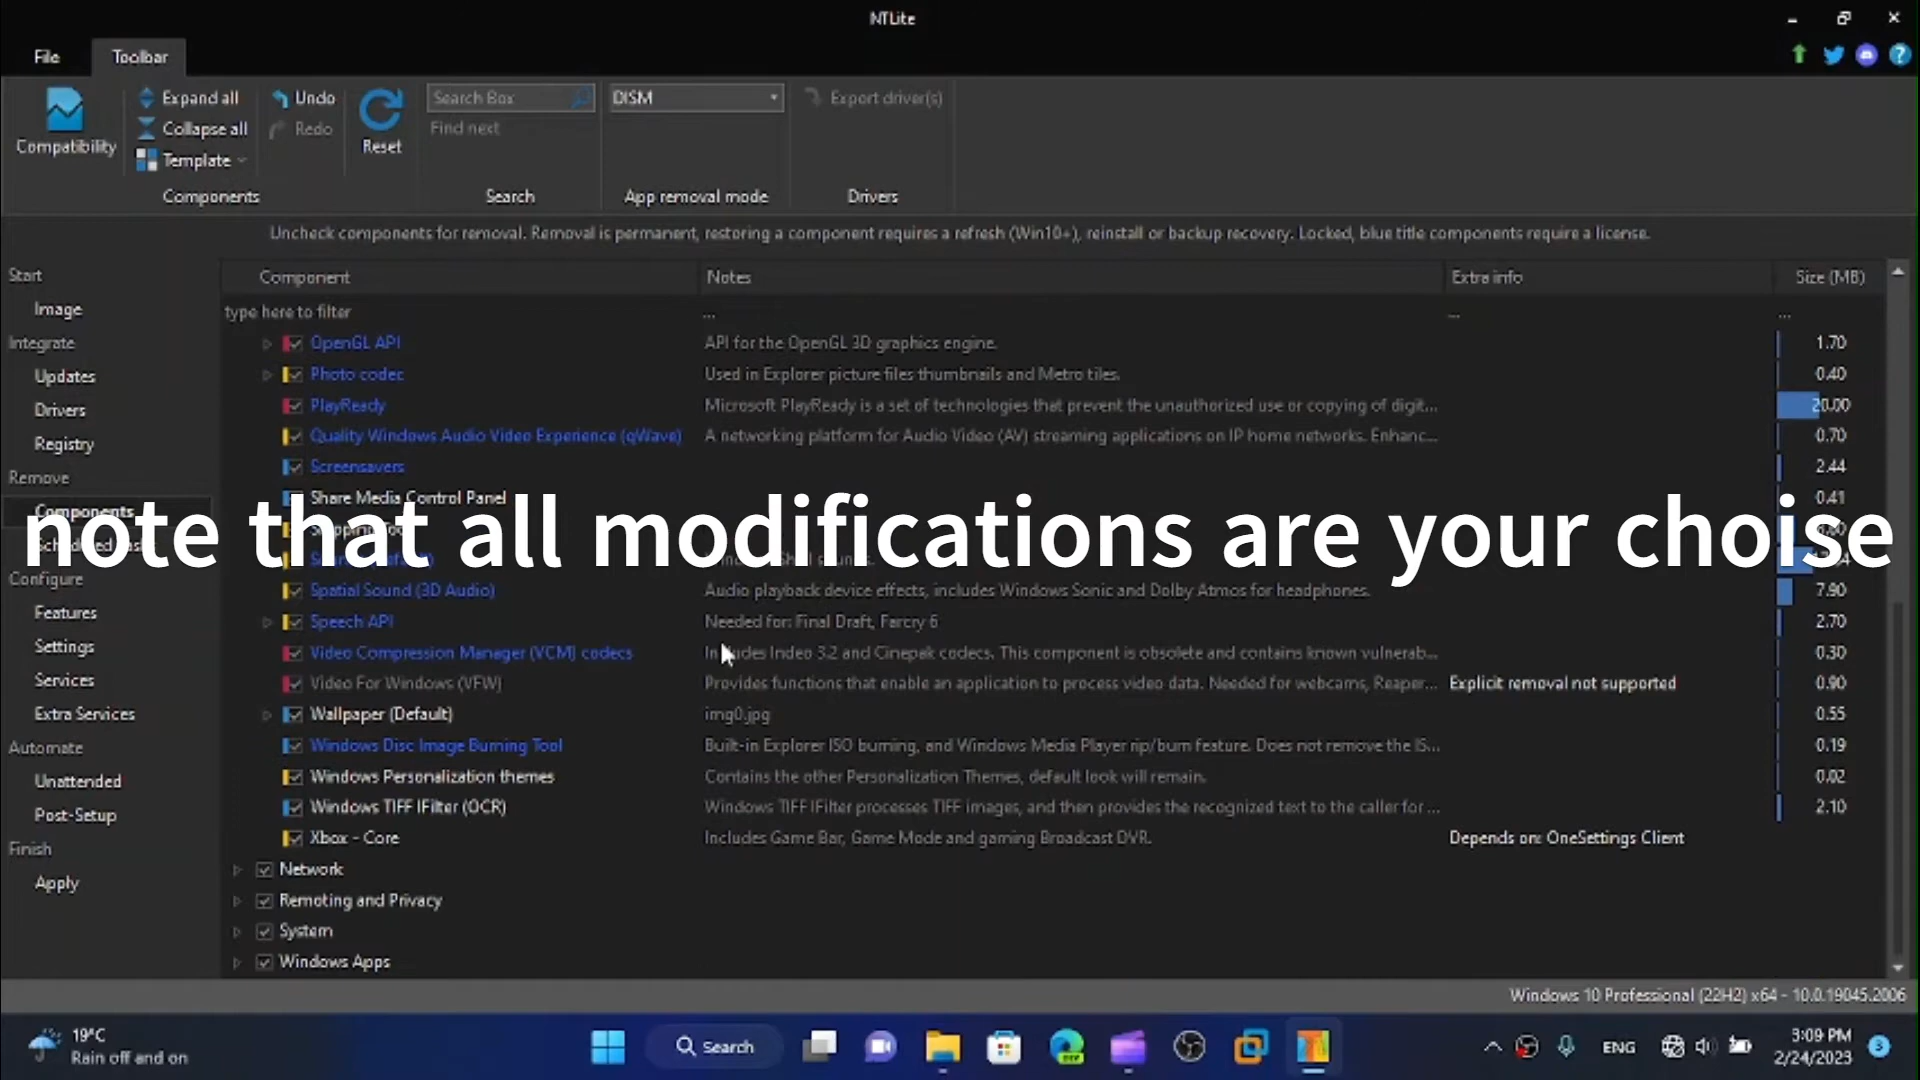 NTLite
File
Toolbar
Compatibility
Expand all
Collapse all
Template
Components
Undo
Redo
Reset
Search Box
Find next
Search
DISM
App removal mode
Export driver(s)
Drivers
Uncheck components for removal. Removal is permanent, restoring a component requires a refresh (Win10+), reinstall or backup recovery. Locked, blue title components require a license.
Start
Image
Integrate
Updates
Drivers
Registry
Remove
Components
Configure
Features
Settings
Services
Extra Services
Automate
Unattended
Post-Setup
Finish
Apply
Component Notes Extra info Size (MB)
type here to filter ... ... ...
OpenGL API API for the OpenGL 3D graphics engine. 1.70
Photo codec Used in Explorer picture files thumbnails and Metro tiles. 0.40
PlayReady Microsoft PlayReady is a set of technologies that prevent the unauthorized use or copying of digit... 20.00
Quality Windows Audio Video Experience (qWave) A networking platform for Audio Video (AV) streaming applications on IP home networks. Enhanc... 0.70
Screensavers 2.44
Share Media Control Panel 0.41
note that all modifications are your choise
Spatial Sound (3D Audio) Audio playback device effects, includes Windows Sonic and Dolby Atmos for headphones. 7.90
Speech API Needed for: Final Draft, Farcry 6 2.70
Video Compression Manager (VCM) codecs Includes Indeo 3.2 and Cinepak codecs. This component is obsolete and contains known vulnerab... 0.30
Video For Windows (VFW) Provides functions that enable an application to process video data. Needed for webcams, Reaper... Explicit removal not supported 0.90
Wallpaper (Default) img0.jpg 0.55
Windows Disc Image Burning Tool Built-in Explorer ISO burning, and Windows Media Player rip/burn feature. Does not remove the IS... 0.19
Windows Personalization themes Contains the other Personalization Themes, default look will remain. 0.02
Windows TIFF IFilter (OCR) Windows TIFF IFilter processes TIFF images, and then provides the recognized text to the caller for ... 2.10
Xbox - Core Includes Game Bar, Game Mode and gaming Broadcast DVR. Depends on: OneSettings Client
Network
Remoting and Privacy
System
Windows Apps
Windows 10 Professional (22H2) x64 - 10.0.19045.2006
19°C
Rain off and on
Search
ENG
3:09 PM
2/24/2023
3